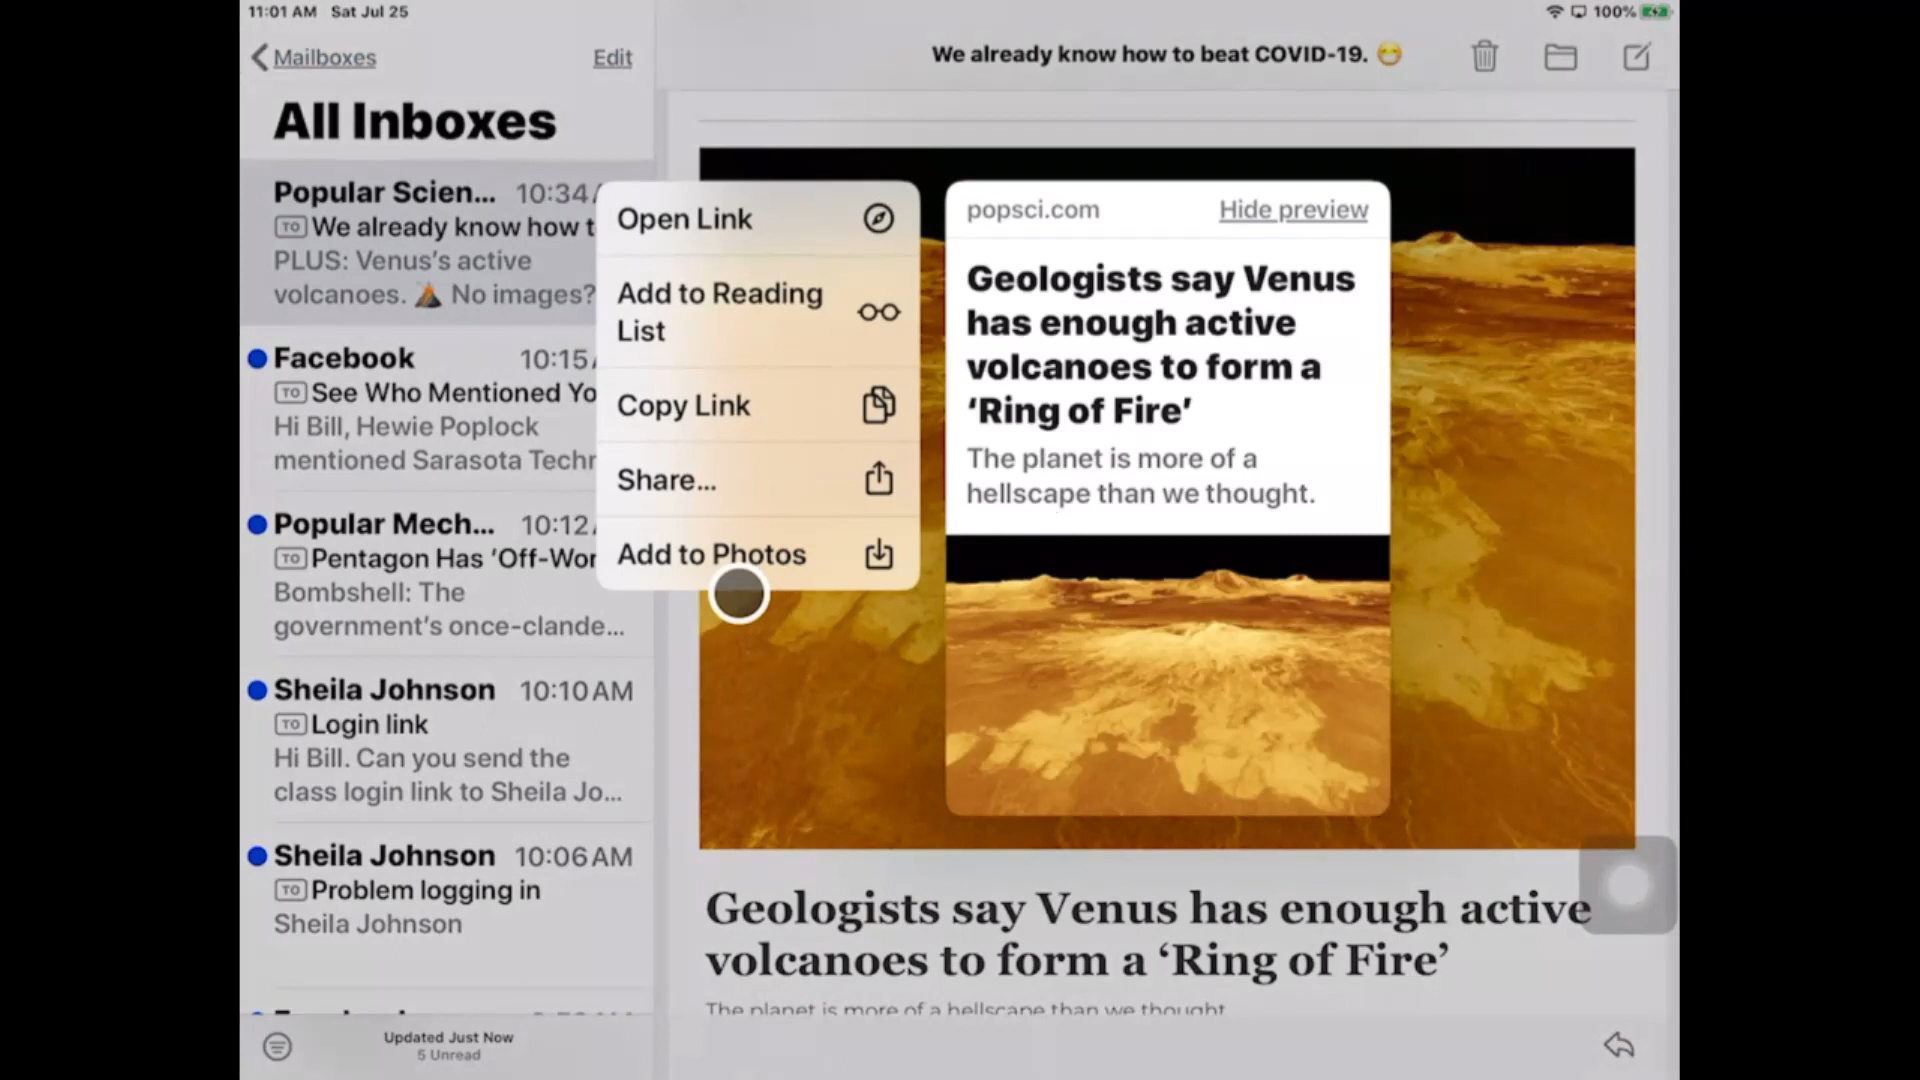 11:01 AM Sat Jul 25
100%
Mailboxes
Edit
All Inboxes
Popular Scien... 10:34
TO We already know how t
PLUS: Venus's active
volcanoes. 🌋 No images?
Facebook 10:15
TO See Who Mentioned Yo
Hi Bill, Hewie Poplock
mentioned Sarasota Techn
Popular Mech... 10:12
TO Pentagon Has ‘Off-Wor
Bombshell: The
government's once-clande...
Sheila Johnson 10:10 AM
TO Login link
Hi Bill. Can you send the
class login link to Sheila Jo...
Sheila Johnson 10:06 AM
TO Problem logging in
Sheila Johnson
Updated Just Now
5 Unread
We already know how to beat COVID-19. 😷
Open Link
Add to Reading
List
Copy Link
Share...
Add to Photos
popsci.com
Hide preview
Geologists say Venus
has enough active
volcanoes to form a
‘Ring of Fire’
The planet is more of a
hellscape than we thought.
Geologists say Venus has enough active
volcanoes to form a ‘Ring of Fire’
The planet is more of a hellscape than we thought